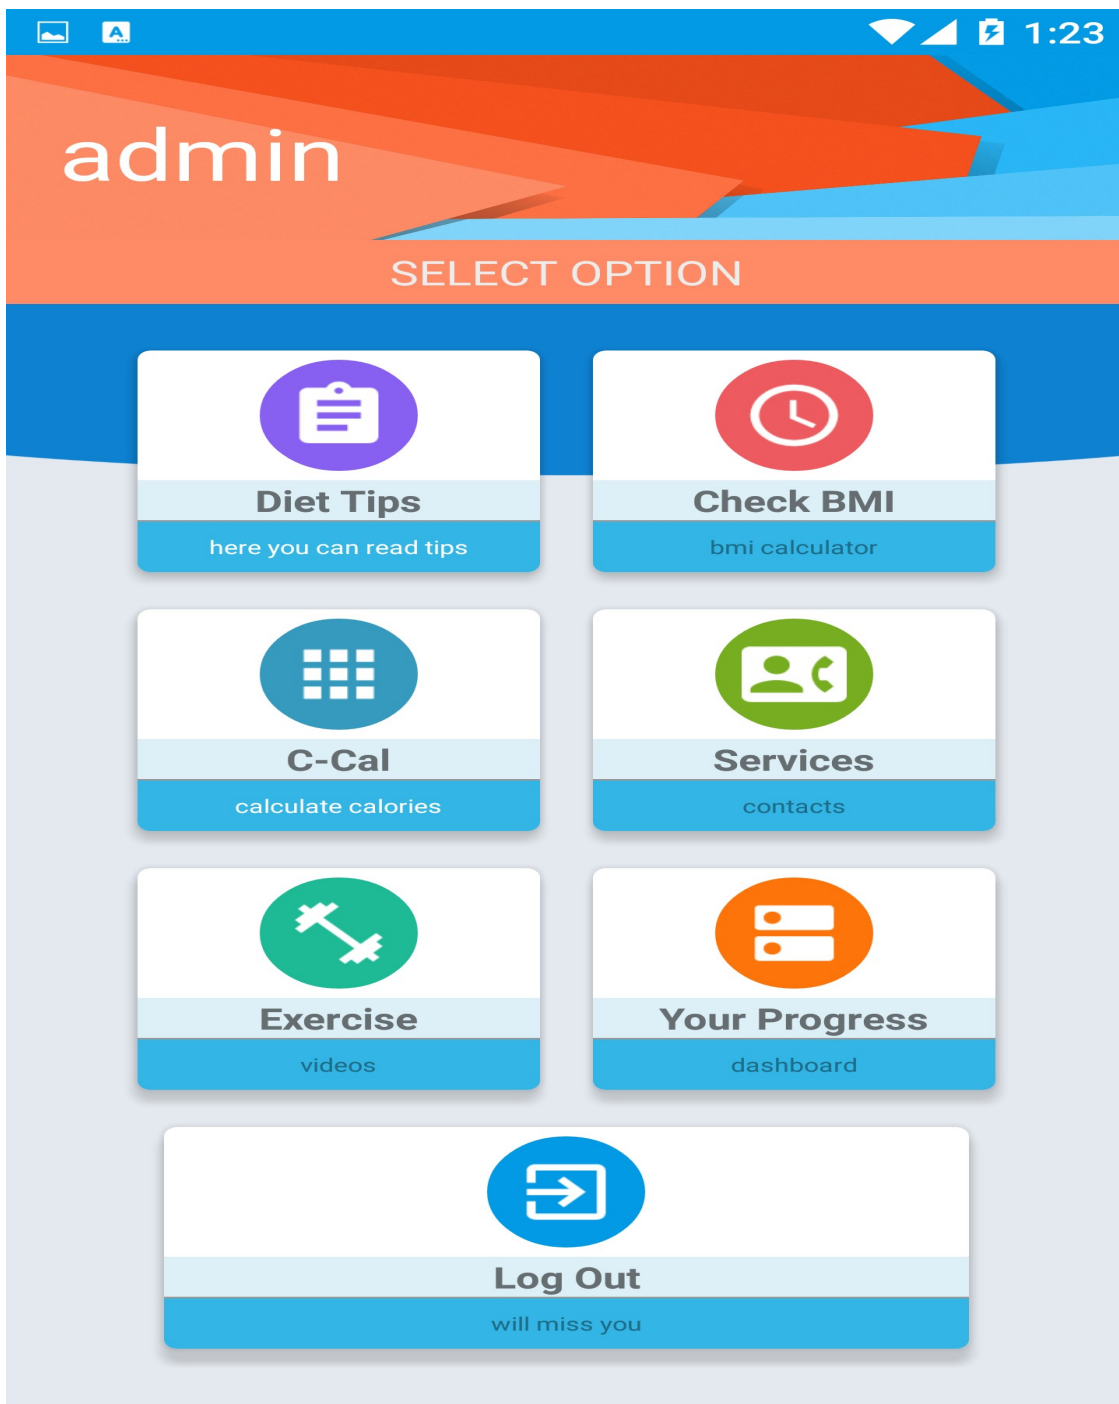 1:23
admin
SELECT OPTION
Diet Tips
here you can read tips
Check BMI
bmi calculator
C-Cal
calculate calories
Services
contacts
Exercise
videos
Your Progress
dashboard
Log Out
will miss you